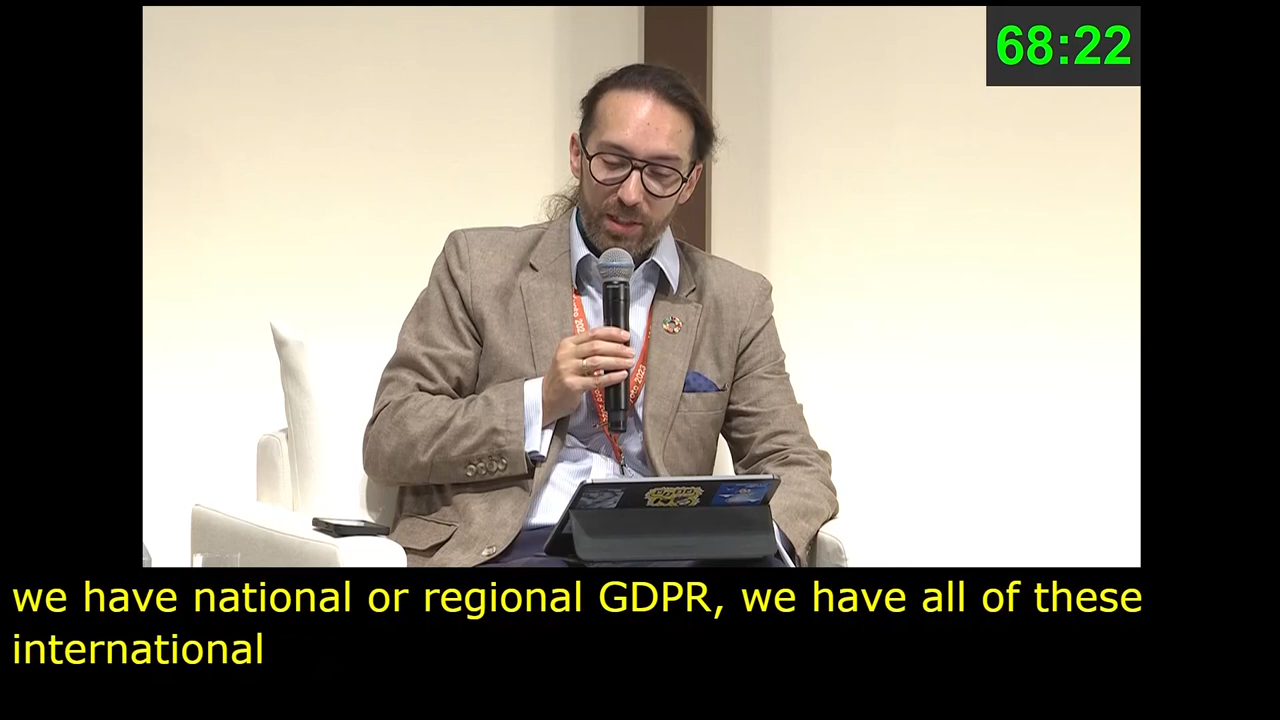 68:22
we have national or regional GDPR, we have all of these
international